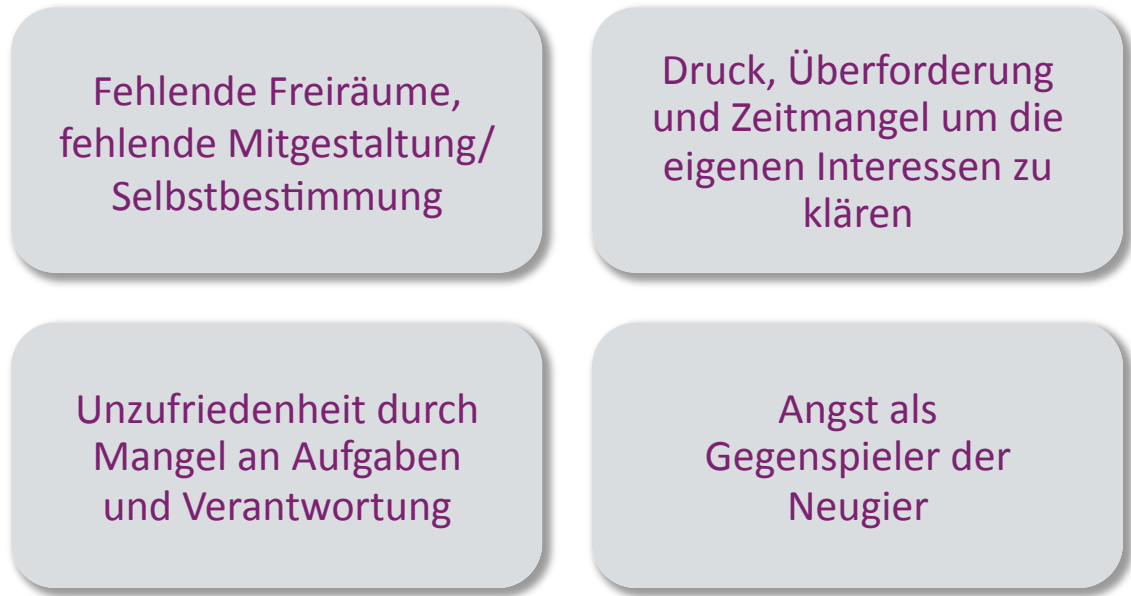 Fehlende Freiräume,
fehlende Mitgestaltung/
Selbstbestimmung
Druck, Überforderung
und Zeitmangel um die
eigenen Interessen zu
klären
Unzufriedenheit durch
Mangel an Aufgaben
und Verantwortung
Angst als
Gegenspieler der
Neugier